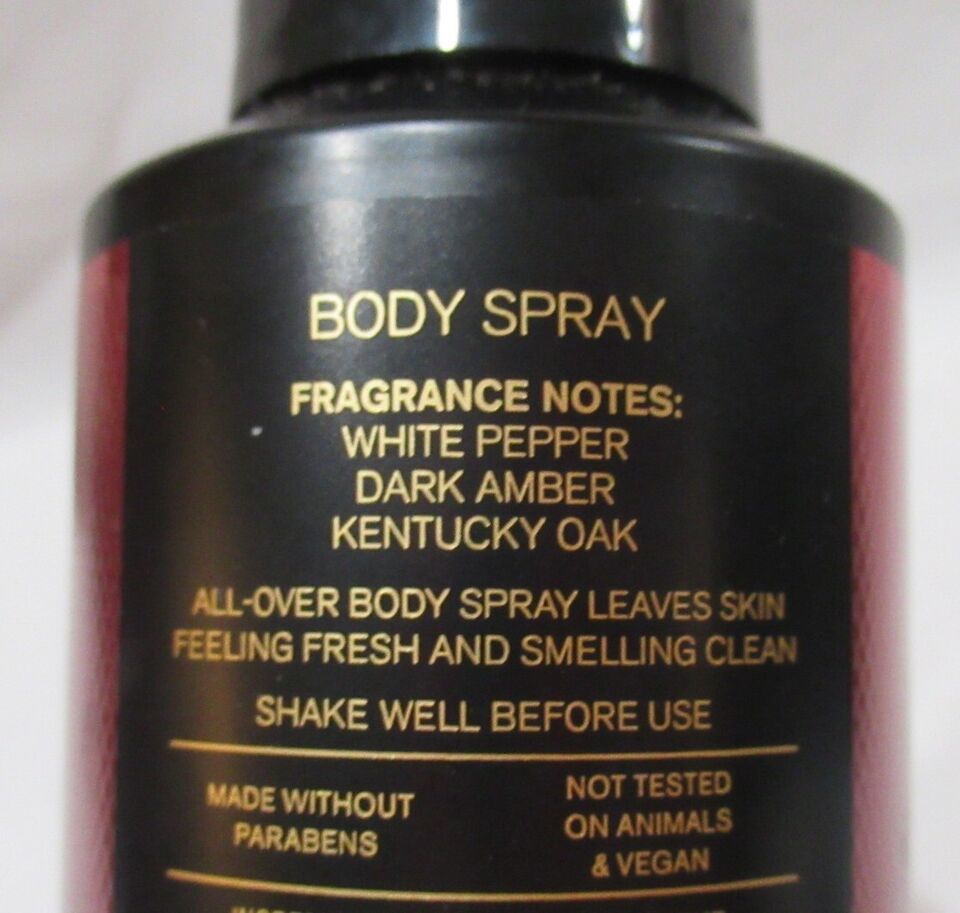 BODY SPRAY
FRAGRANCE NOTES:
WHITE PEPPER
DARK AMBER
KENTUCKY OAK
ALL-OVER BODY SPRAY LEAVES SKIN
FEELING FRESH AND SMELLING CLEAN
SHAKE WELL BEFORE USE
MADE WITHOUT
PARABENS
NOT TESTED
ON ANIMALS
& VEGAN